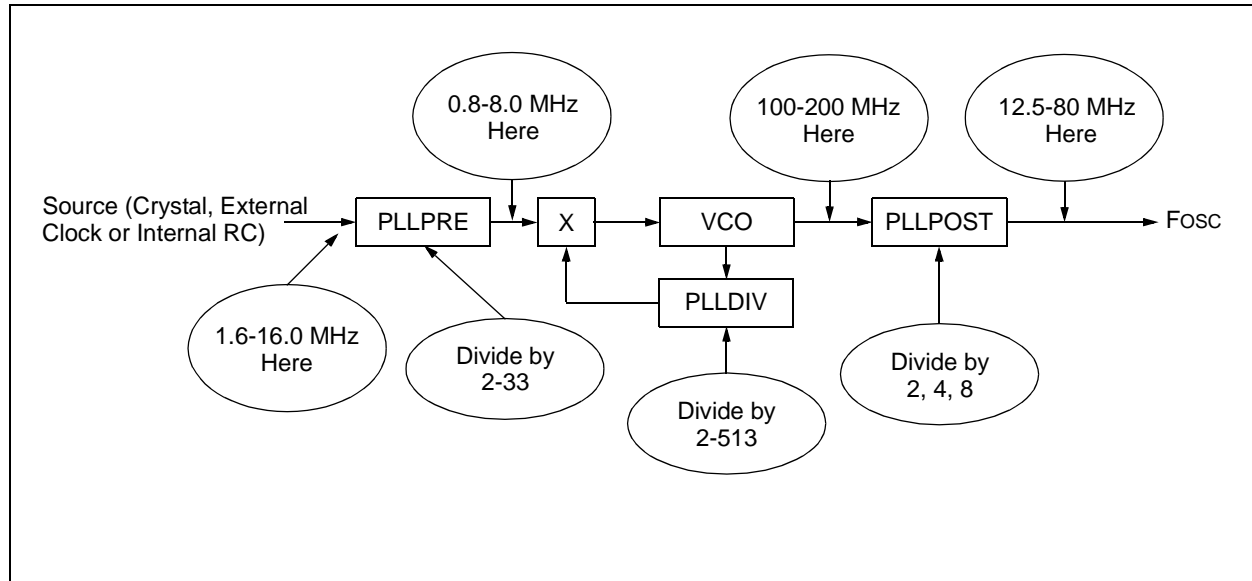 0.8-8.0 MHz
Here
100-200 MHz
Here
12.5-80 MHz
Here
Source (Crystal, External
Clock or Internal RC)
PLLPRE
X
VCO
PLLPOST
FOSC
PLLDIV
1.6-16.0 MHz
Here
Divide by
2-33
Divide by
2-513
Divide by
2, 4, 8